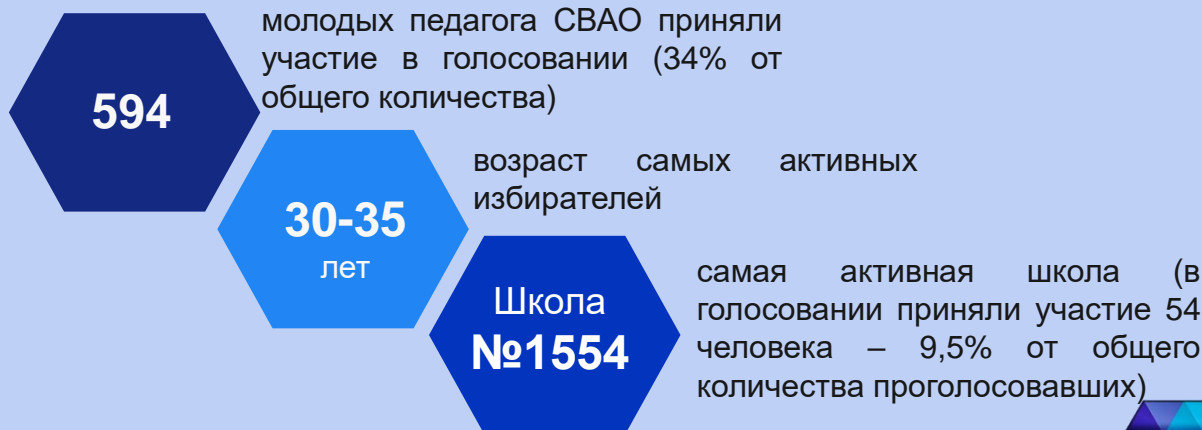 594
молодых педагога СВАО приняли
участие в голосовании (34% от
общего количества)
30-35
лет
возраст самых активных
избирателей
Школа
№1554
самая активная школа (в
голосовании приняли участие 54
человека – 9,5% от общего
количества проголосовавших)